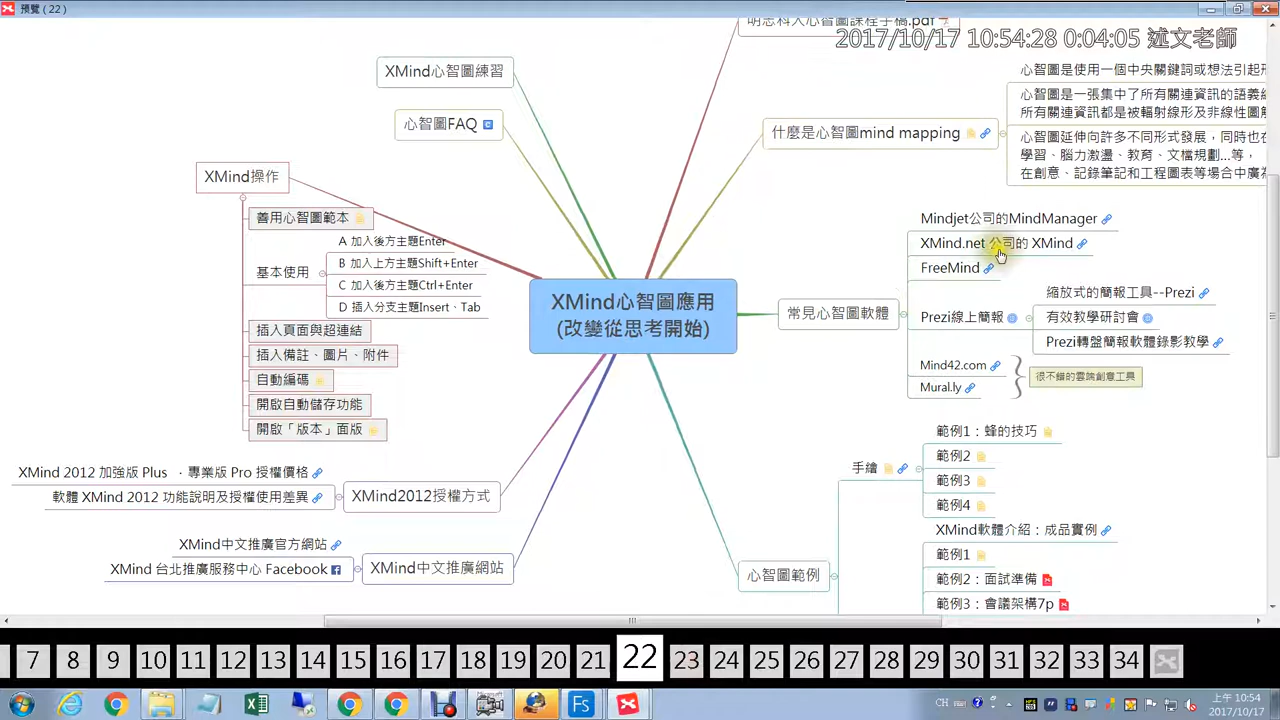 預覽 ( 22 )
明志科大心智圖課程手稿.pdf
2017/10/17 10:54:28 0:04:05 述文老師
XMind心智圖練習
心智圖FAQ
什麼是心智圖mind mapping
心智圖是使用一個中央關鍵詞或想法引起形
心智圖是一張集中了所有關連資訊的語義網
所有關連資訊都是被輻射線形及非線性圖解
心智圖延伸向許多不同形式發展，同時也在
學習、腦力激盪、教育、文檔規劃...等，
在創意、記錄筆記和工程圖表等場合中廣為
XMind操作
善用心智圖範本
基本使用
A 加入後方主題Enter
B 加入上方主題Shift+Enter
C 加入後方主題Ctrl+Enter
D 插入分支主題Insert、Tab
插入頁面與超連結
插入備註、圖片、附件
自動編碼
開啟自動儲存功能
開啟「版本」面版
XMind心智圖應用
(改變從思考開始)
常見心智圖軟體
Mindjet公司的MindManager
XMind.net 公司的 XMind
FreeMind
Prezi線上簡報
縮放式的簡報工具--Prezi
有效教學研討會
Prezi轉盤簡報軟體錄影教學
Mind42.com
Mural.ly
很不錯的雲端創意工具
XMind 2012 加強版 Plus ．專業版 Pro 授權價格
軟體 XMind 2012 功能說明及授權使用差異
XMind2012授權方式
XMind中文推廣官方網站
XMind 台北推廣服務中心 Facebook
XMind中文推廣網站
心智圖範例
手繪
範例1：蜂的技巧
範例2
範例3
範例4
XMind軟體介紹：成品實例
範例1
範例2：面試準備
範例3：會議架構7p
7 8 9 10 11 12 13 14 15 16 17 18 19 20 21 22 23 24 25 26 27 28 29 30 31 32 33 34
CH
上午 10:54
2017/10/17